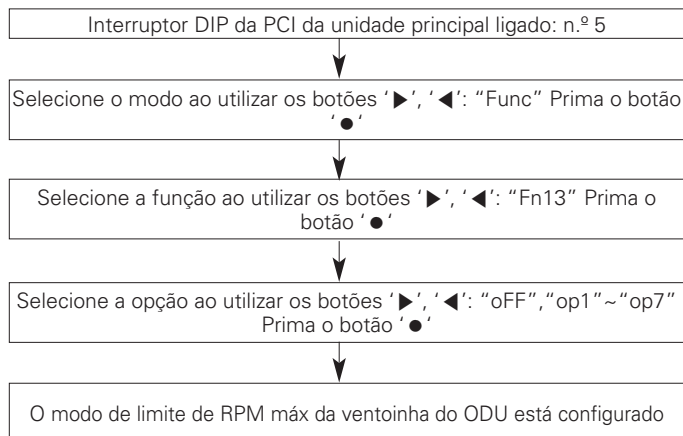 Interruptor DIP da PCI da unidade principal ligado: n.º 5
Selecione o modo ao utilizar os botões ‘▶’, ‘◀’: “Func” Prima o botão
‘●‘
Selecione a função ao utilizar os botões ‘▶’, ‘◀’: “Fn13” Prima o
botão ‘●‘
Selecione a opção ao utilizar os botões ‘▶’, ‘◀’: “oFF”,“op1”~“op7”
Prima o botão ‘●‘
O modo de limite de RPM máx da ventoinha do ODU está configurado